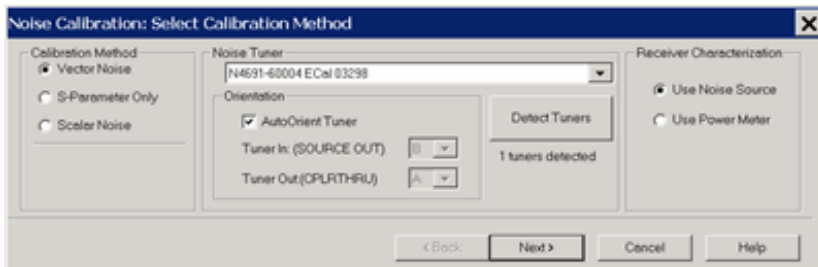 Noise Calibration: Select Calibration Method
Calibration Method
Vector Noise
S-Parameter Only
Scalar Noise
Noise Tuner
N4691-60004 ECal 03298
Orientation
AutoOrient Tuner
Tuner In: (SOURCE OUT)
B
Tuner Out:(CPLRTHRU)
A
Detect Tuners
1 tuners detected
Receiver Characterization
Use Noise Source
Use Power Meter
< Back
Next >
Cancel
Help